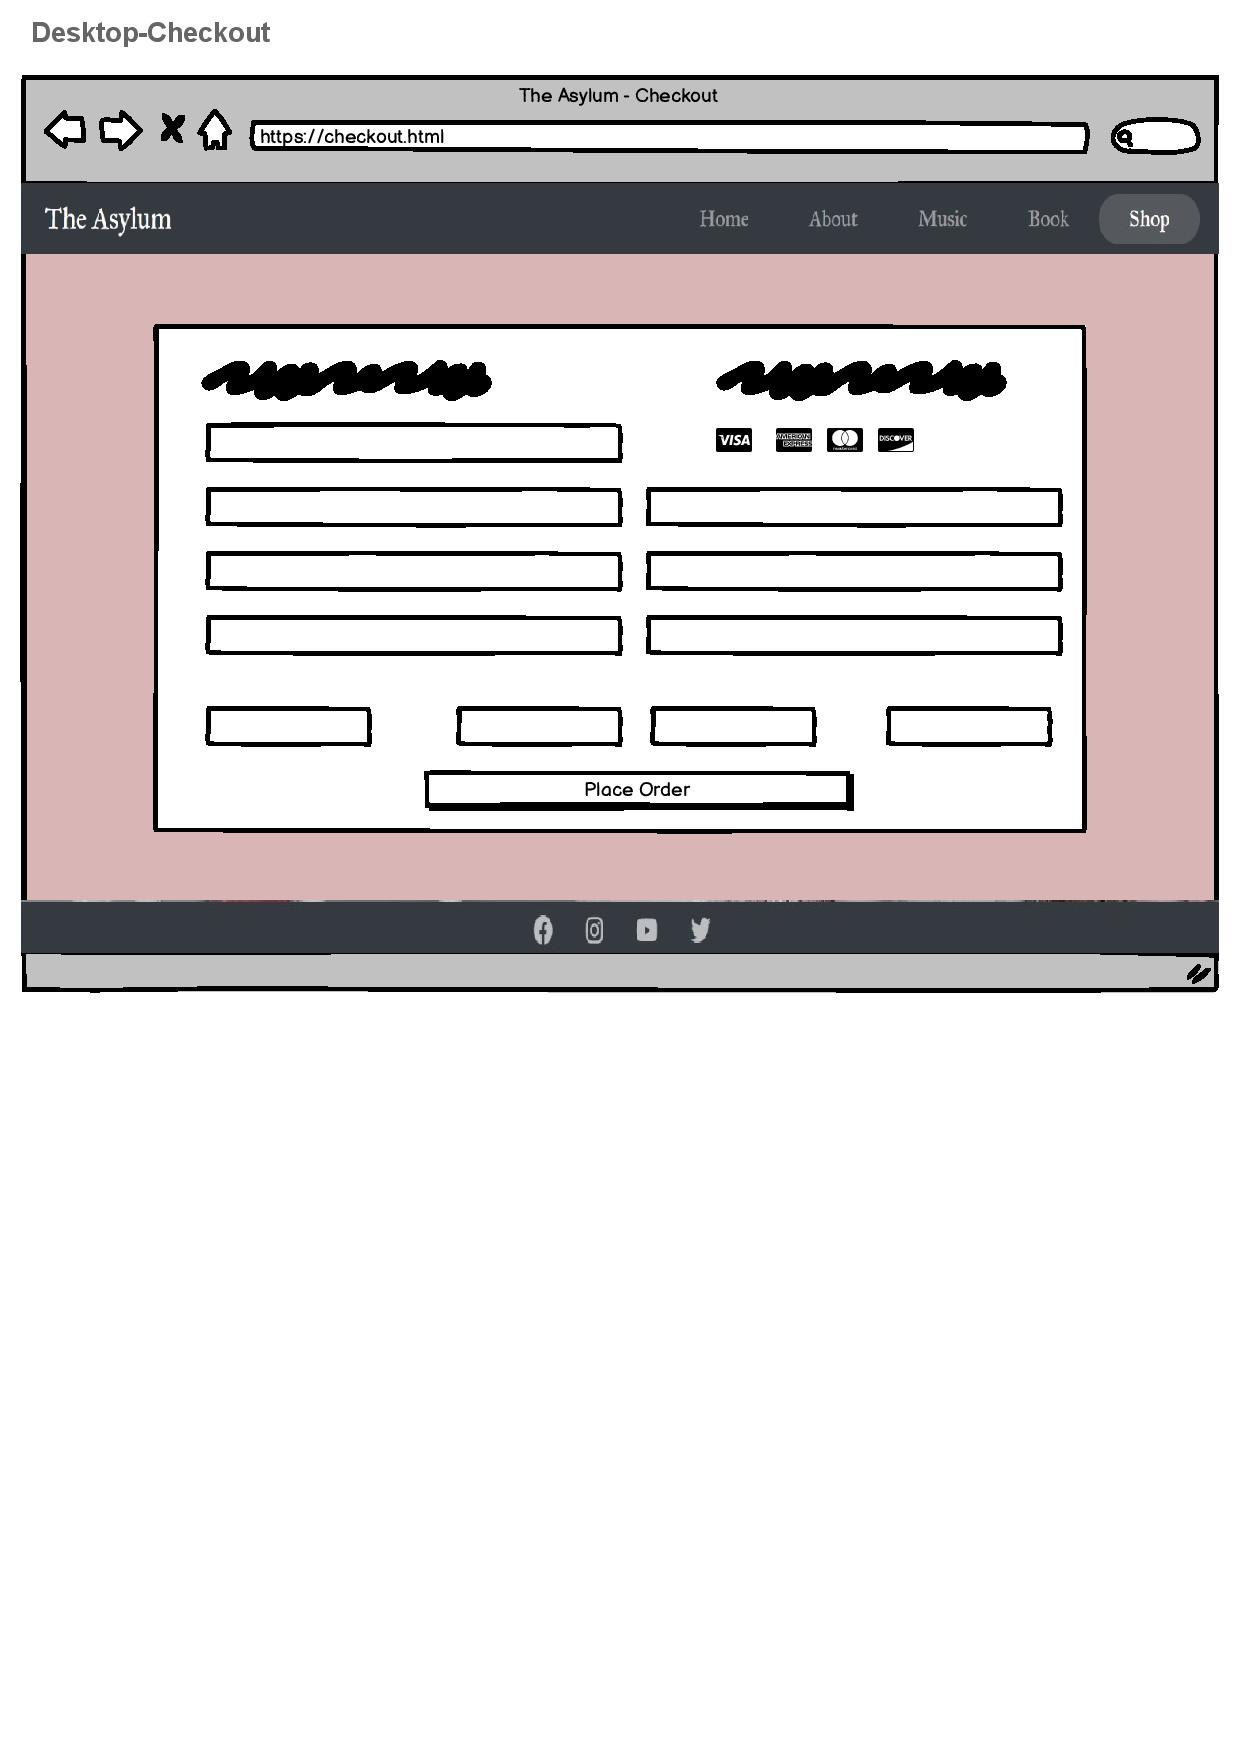 Desktop-Checkout
The Asylum - Checkout
https://checkout.html
The Asylum Home About Music Book Shop
VISA AMERICAN EXPRESS mastercard DISCOVER
Place Order